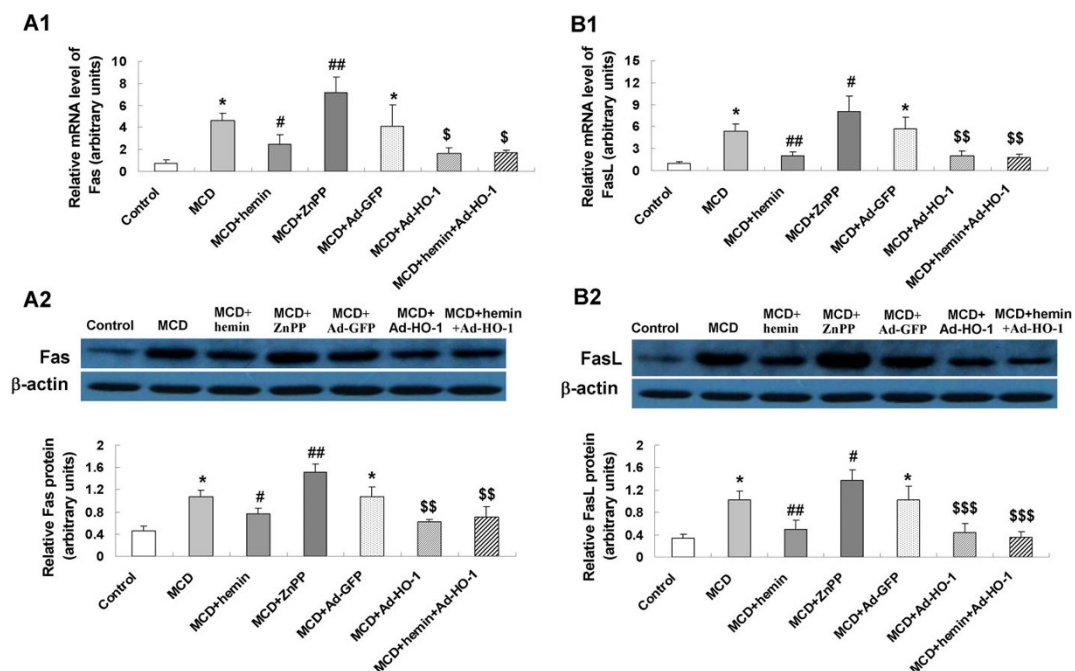 A1
Relative mRNA level of
Fas (arbitrary units)
10
8
6
4
2
0
*
#
##
*
$
$
Control
MCD
MCD+hemin
MCD+ZnPP
MCD+Ad-GFP
MCD+Ad-HO-1
MCD+hemin+Ad-HO-1
B1
Relative mRNA level of
FasL (arbitrary units)
15
12
9
6
3
0
*
##
#
*
$$
$$
Control
MCD
MCD+hemin
MCD+ZnPP
MCD+Ad-GFP
MCD+Ad-HO-1
MCD+hemin+Ad-HO-1
A2
Control
MCD
MCD+
hemin
MCD+
ZnPP
MCD+
Ad-GFP
MCD+
Ad-HO-1
MCD+hemin
+Ad-HO-1
Fas
β-actin
Relative Fas protein
(arbitrary units)
2
1.6
1.2
0.8
0.4
0
*
#
##
*
$$
$$
Control
MCD
MCD+hemin
MCD+ZnPP
MCD+Ad-GFP
MCD+Ad-HO-1
MCD+hemin+Ad-HO-1
B2
Control
MCD
MCD+
hemin
MCD+
ZnPP
MCD+
Ad-GFP
MCD+
Ad-HO-1
MCD+hemin
+Ad-HO-1
FasL
β-actin
Relative FasL protein
(arbitrary units)
2
1.6
1.2
0.8
0.4
0
*
##
#
*
$$$
$$$
Control
MCD
MCD+hemin
MCD+ZnPP
MCD+Ad-GFP
MCD+Ad-HO-1
MCD+hemin+Ad-HO-1